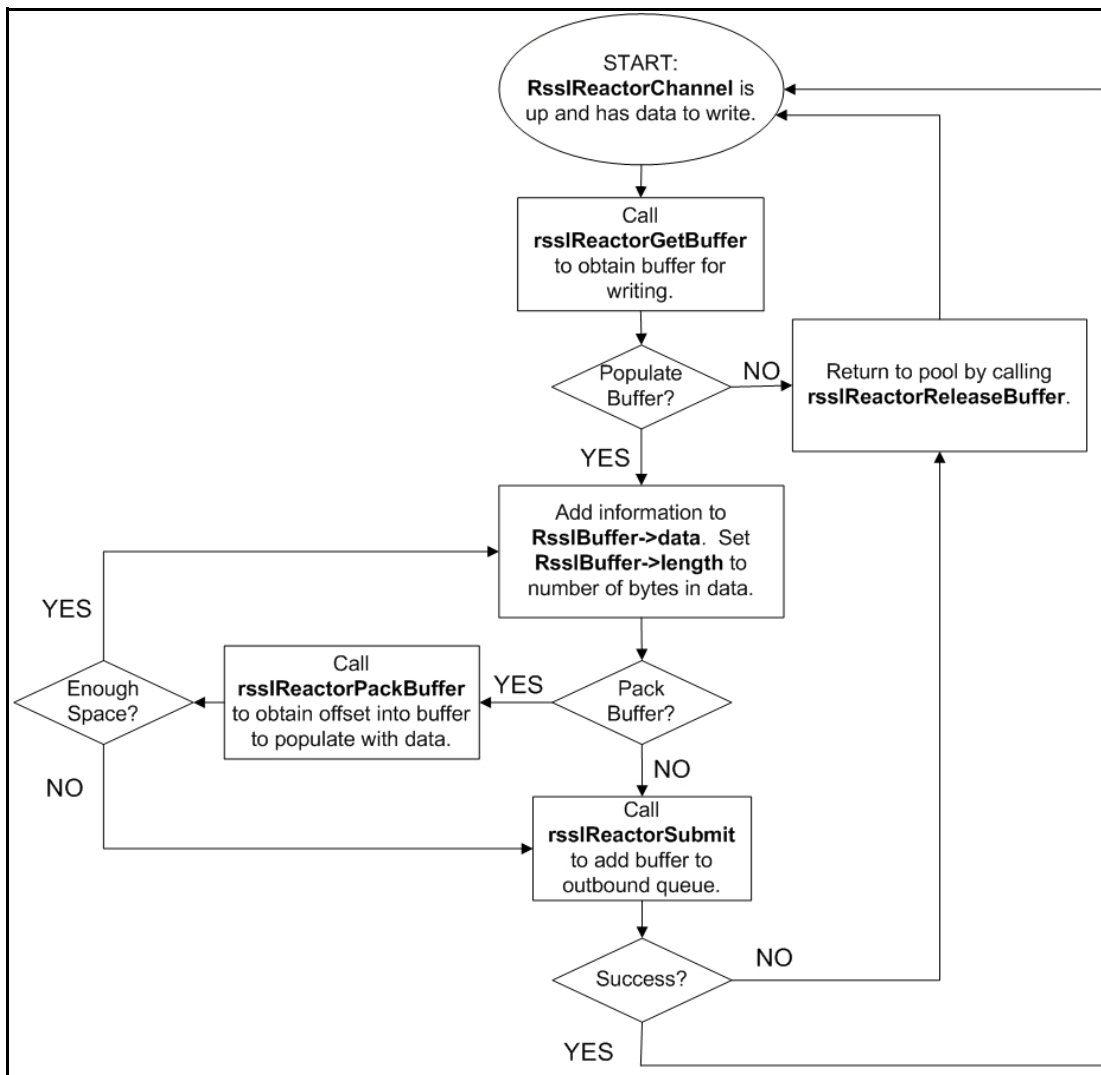 START:
RsslReactorChannel is
up and has data to write.
Call
rsslReactorGetBuffer
to obtain buffer for
writing.
Populate
Buffer?
NO
Return to pool by calling
rsslReactorReleaseBuffer.
YES
Add information to
RsslBuffer->data.  Set
RsslBuffer->length to
number of bytes in data.
YES
Enough
Space?
Call
rsslReactorPackBuffer
to obtain offset into buffer
to populate with data.
YES
Pack
Buffer?
NO
NO
Call
rsslReactorSubmit
to add buffer to
outbound queue.
Success?
NO
YES